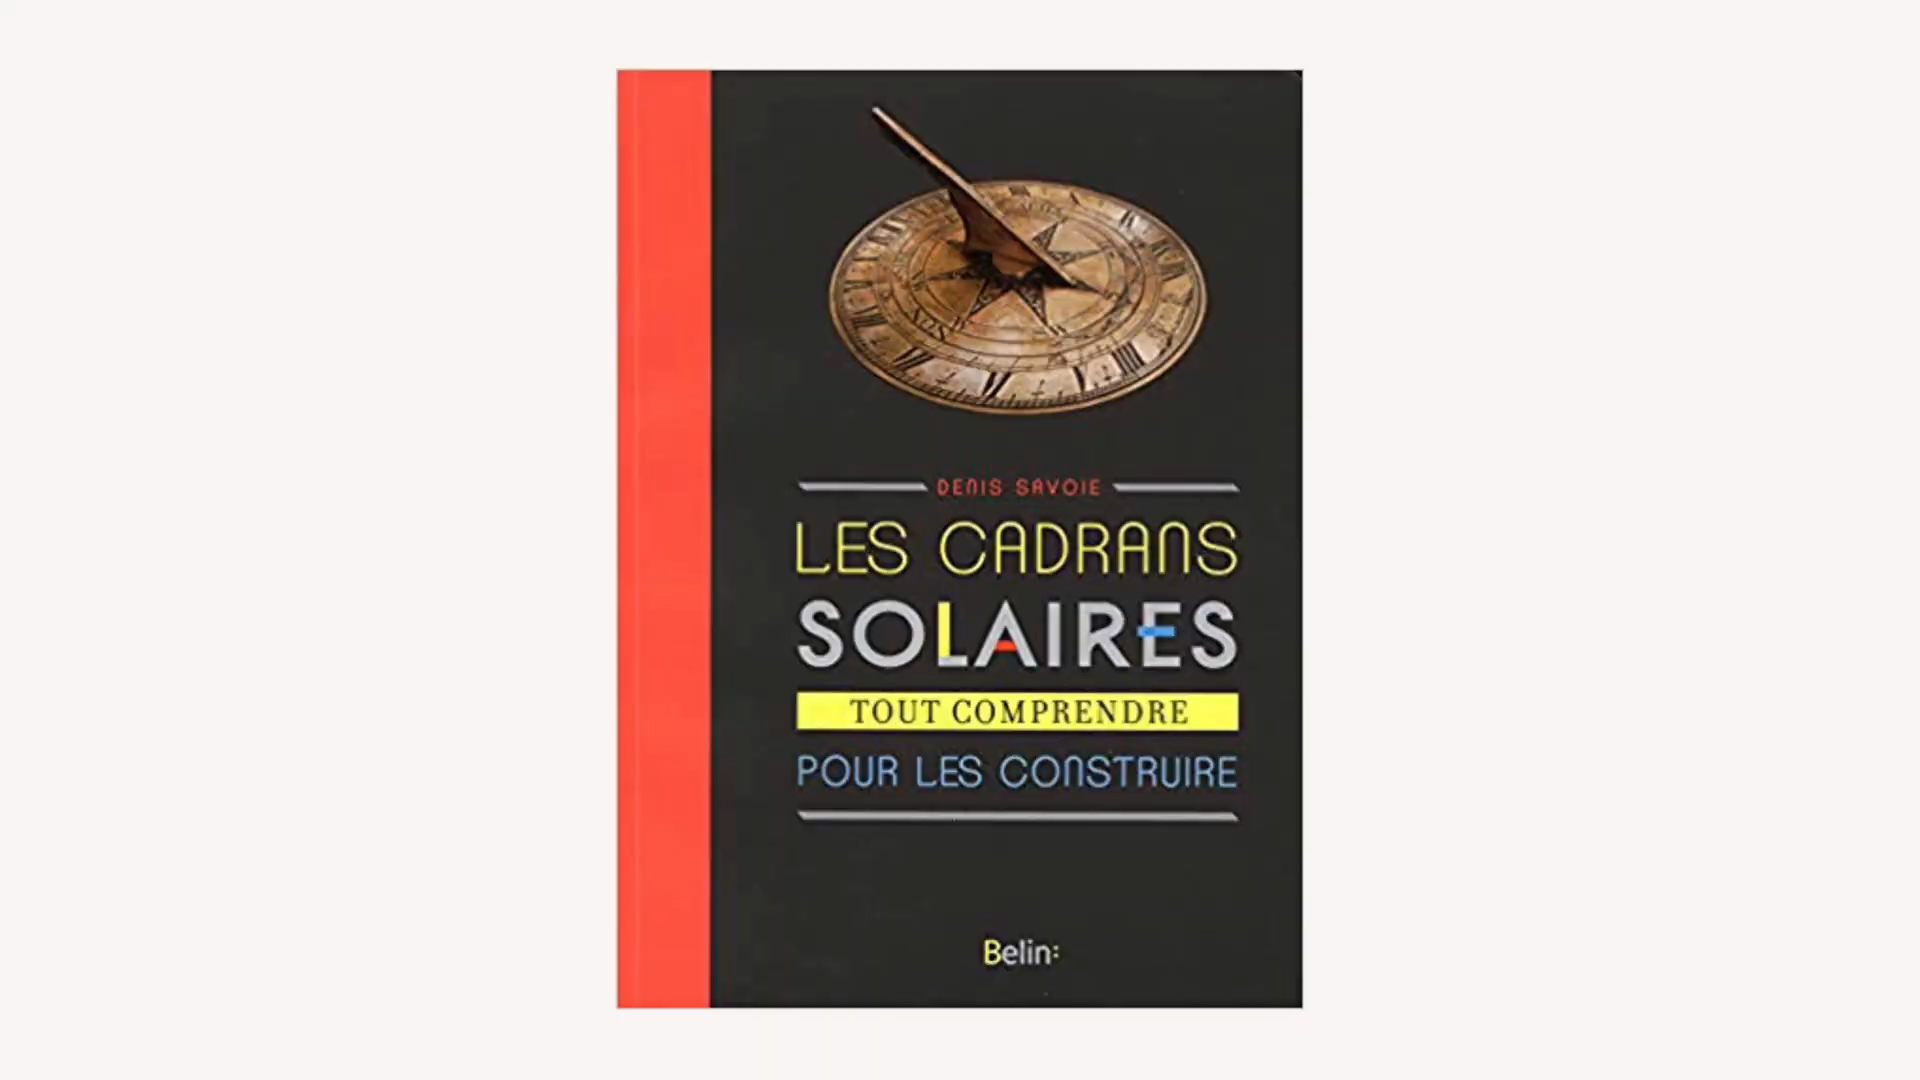 DENIS SAVOIE
LES CADRANS
SOLAIRES
TOUT COMPRENDRE
POUR LES CONSTRUIRE
Belin: